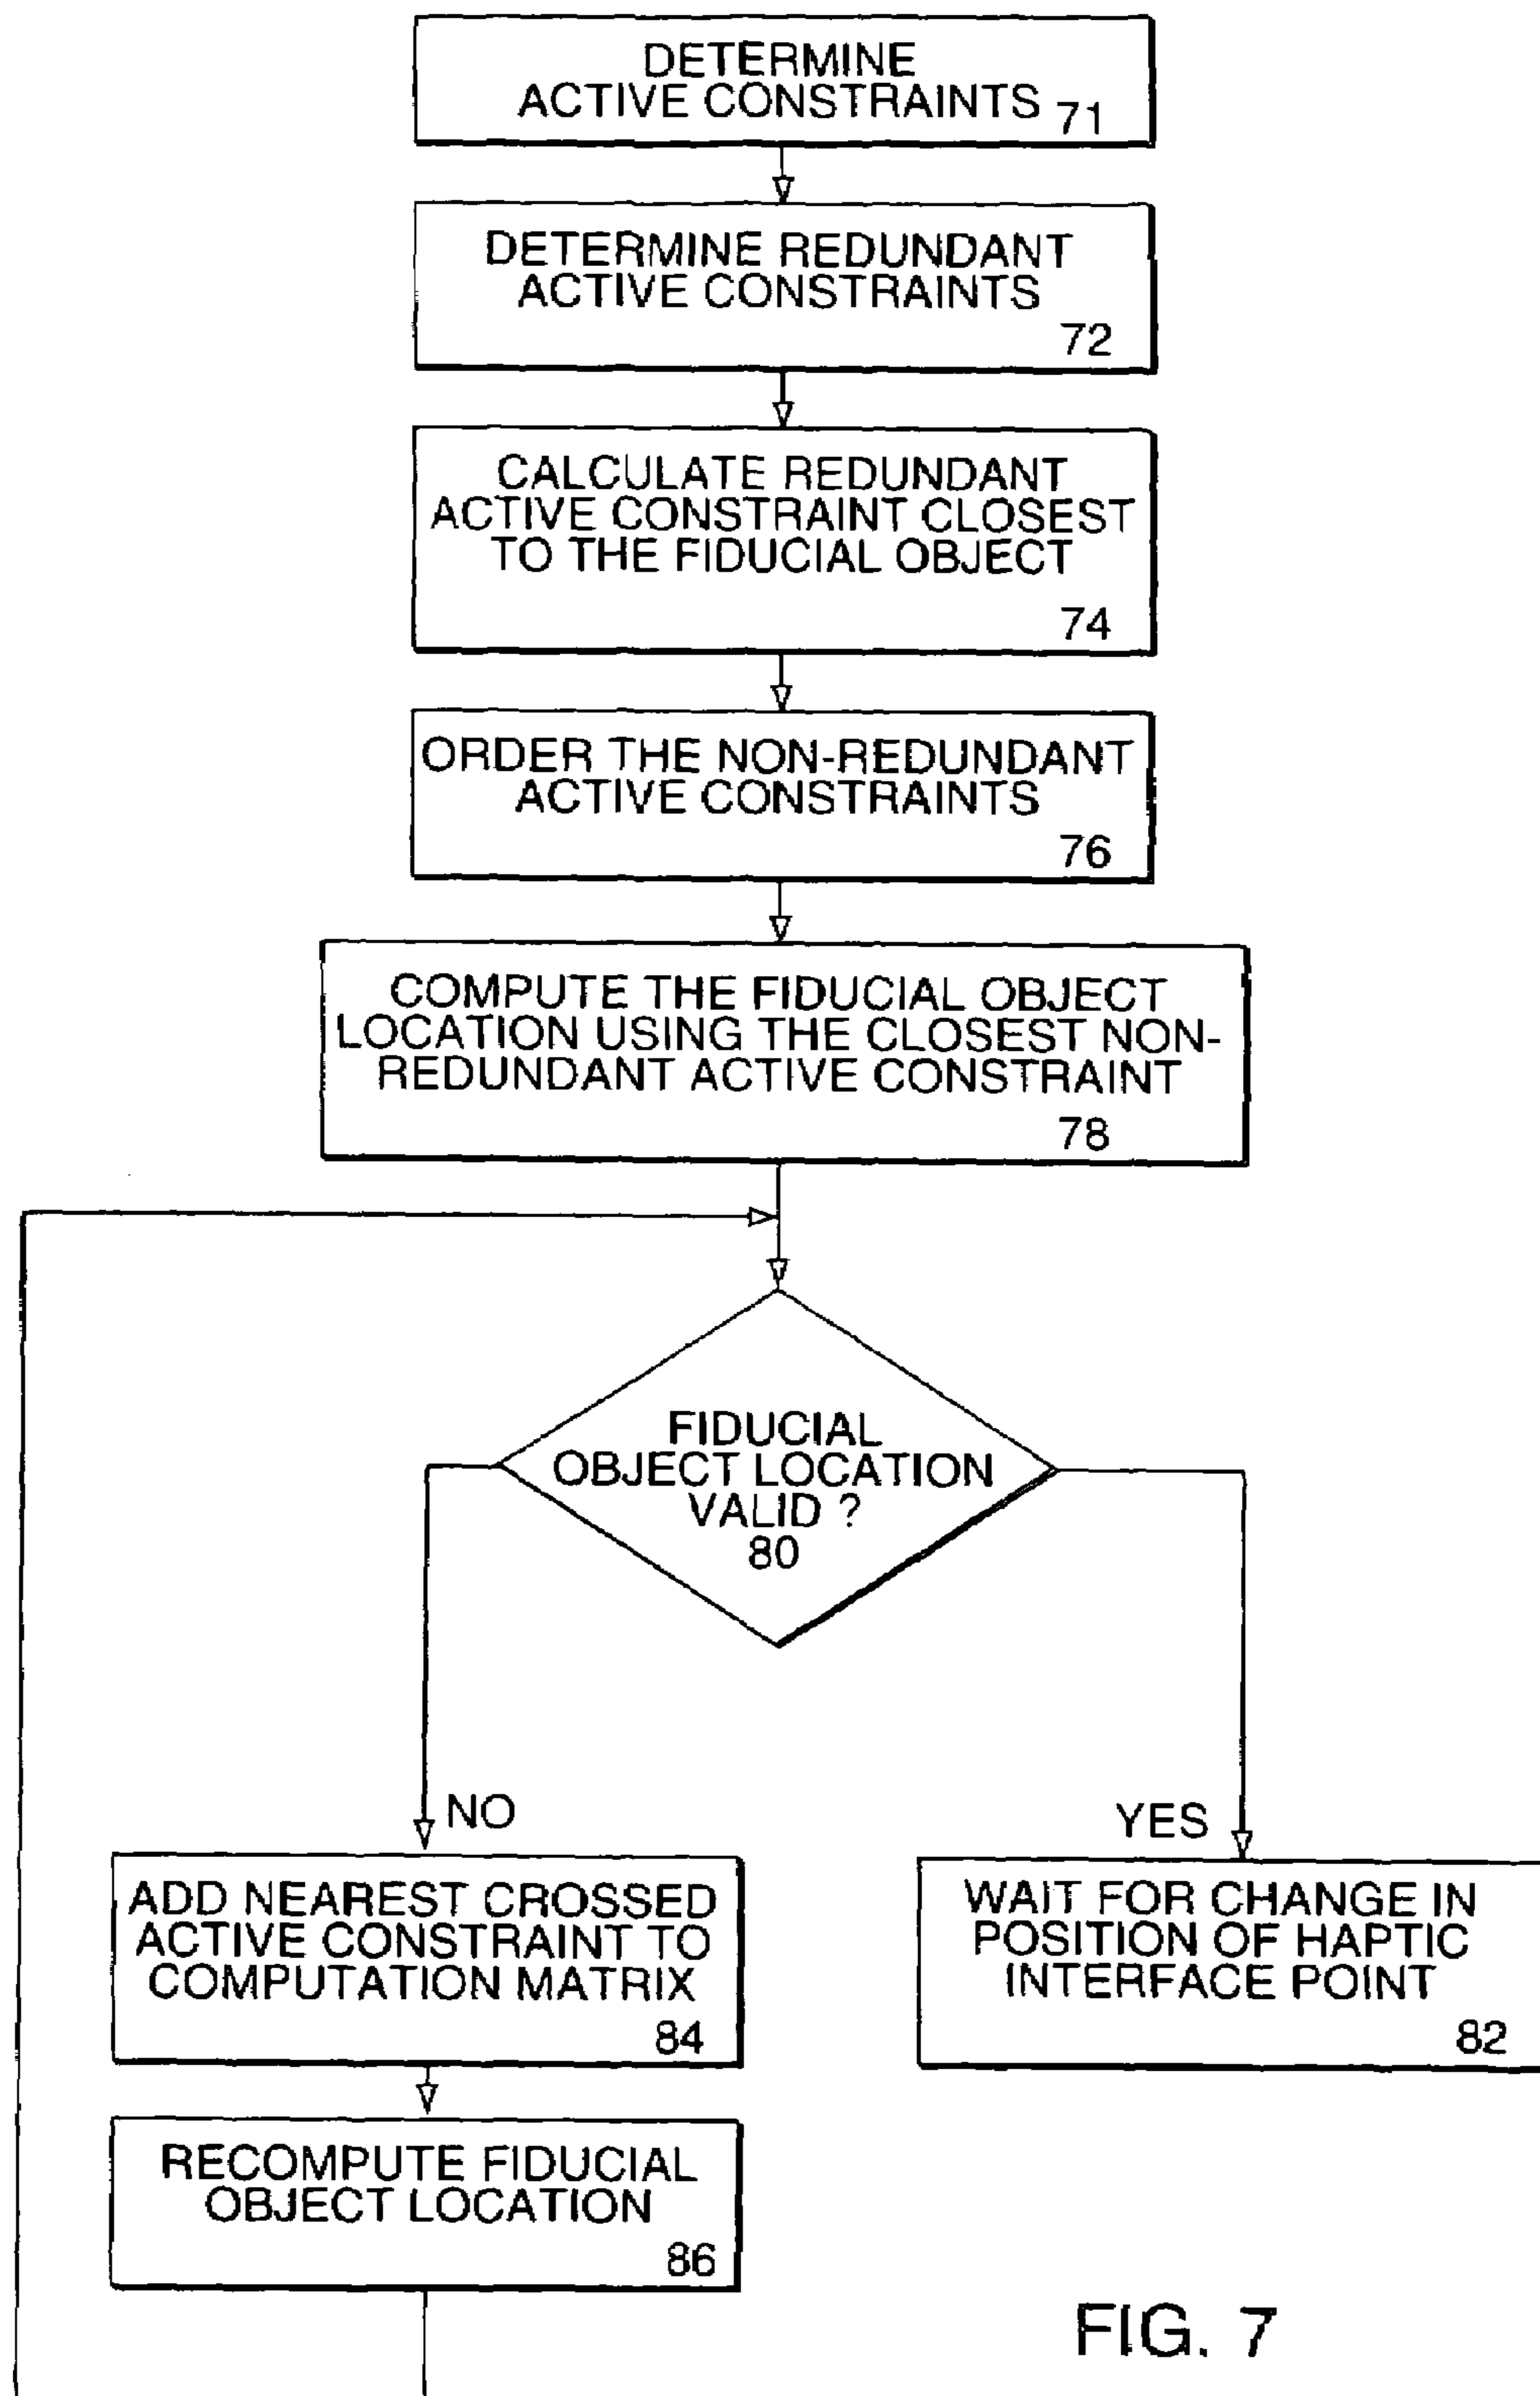 DETERMINE
ACTIVE CONSTRAINTS 71
DETERMINE REDUNDANT
ACTIVE CONSTRAINTS
72
CALCULATE REDUNDANT
ACTIVE CONSTRAINT CLOSEST
TO THE FIDUCIAL OBJECT
74
ORDER THE NON-REDUNDANT
ACTIVE CONSTRAINTS
76
COMPUTE THE FIDUCIAL OBJECT
LOCATION USING THE CLOSEST NON-
REDUNDANT ACTIVE CONSTRAINT
78
FIDUCIAL
OBJECT LOCATION
VALID ?
80
NO
YES
ADD NEAREST CROSSED
ACTIVE CONSTRAINT TO
COMPUTATION MATRIX
84
WAIT FOR CHANGE IN
POSITION OF HAPTIC
INTERFACE POINT
82
RECOMPUTE FIDUCIAL
OBJECT LOCATION
86
FIG. 7